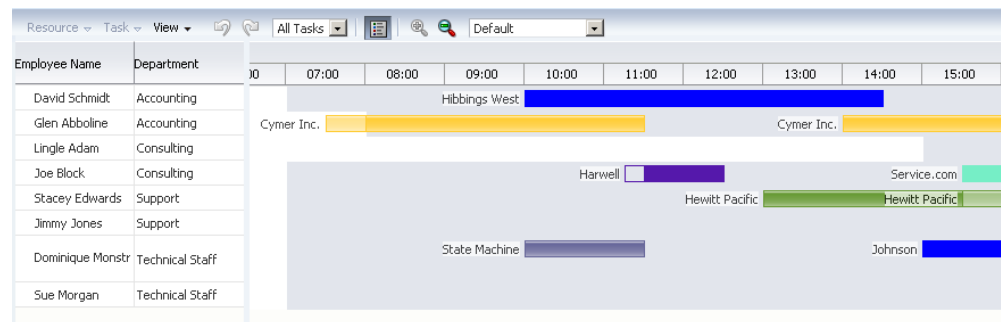 Resource Task View All Tasks Default
Employee Name Department 00 07:00 08:00 09:00 10:00 11:00 12:00 13:00 14:00 15:00
David Schmidt Accounting Hibbings West
Glen Abboline Accounting Cymer Inc. Cymer Inc.
Lingle Adam Consulting
Joe Block Consulting Harwell Service.com
Stacey Edwards Support Hewitt Pacific Hewitt Pacific
Jimmy Jones Support
Dominique Monstr Technical Staff State Machine Johnson
Sue Morgan Technical Staff